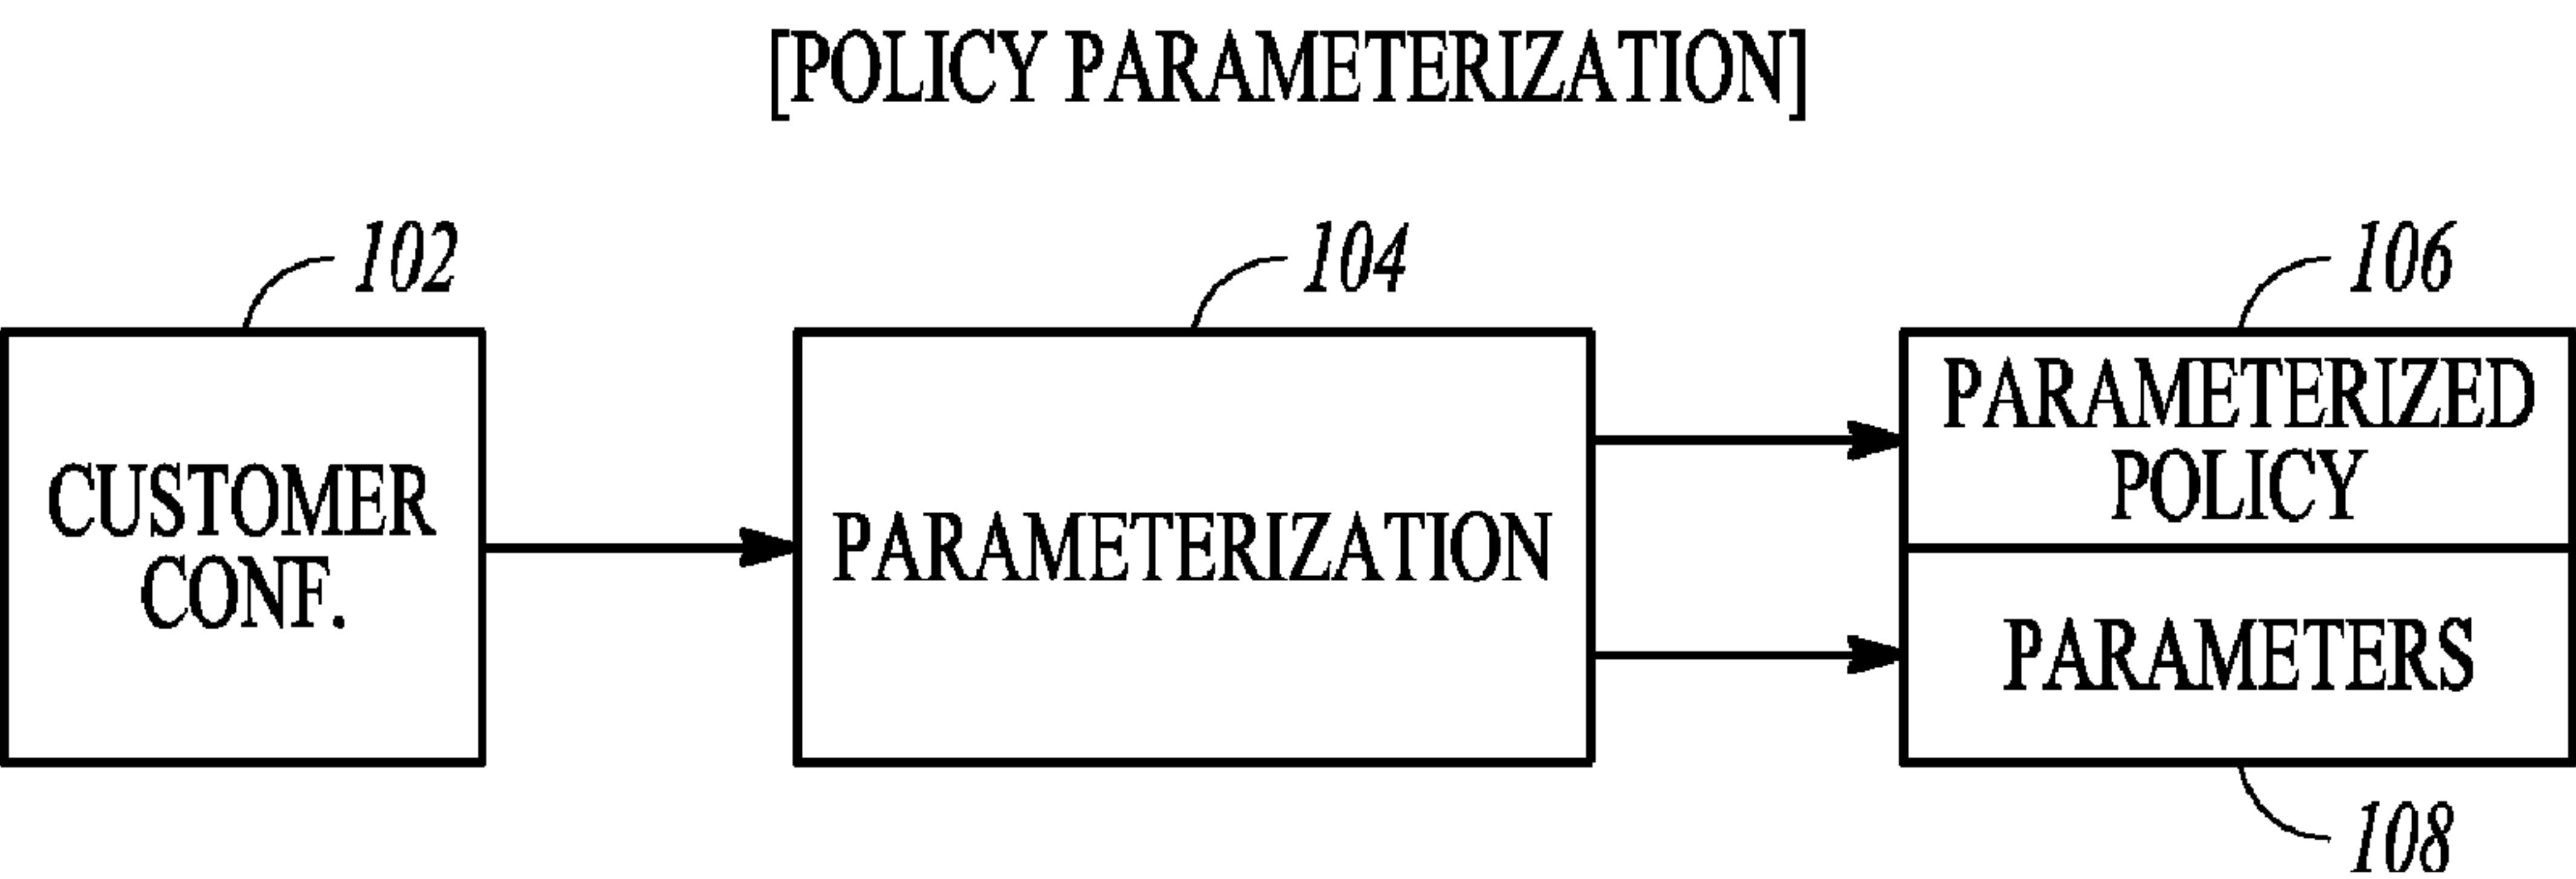 [POLICY PARAMETERIZATION]
102
104
106
CUSTOMER
CONF.
PARAMETERIZATION
PARAMETERIZED
POLICY
PARAMETERS
108